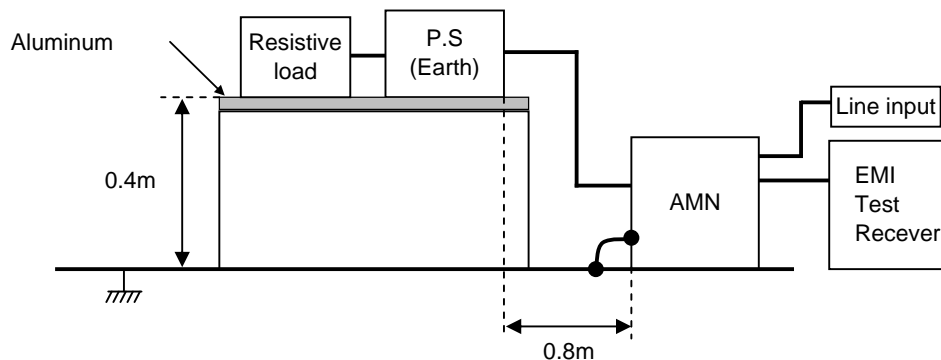 Aluminum
Resistive
load
P.S
(Earth)
Line input
0.4m
AMN
EMI
Test
Recever
0.8m